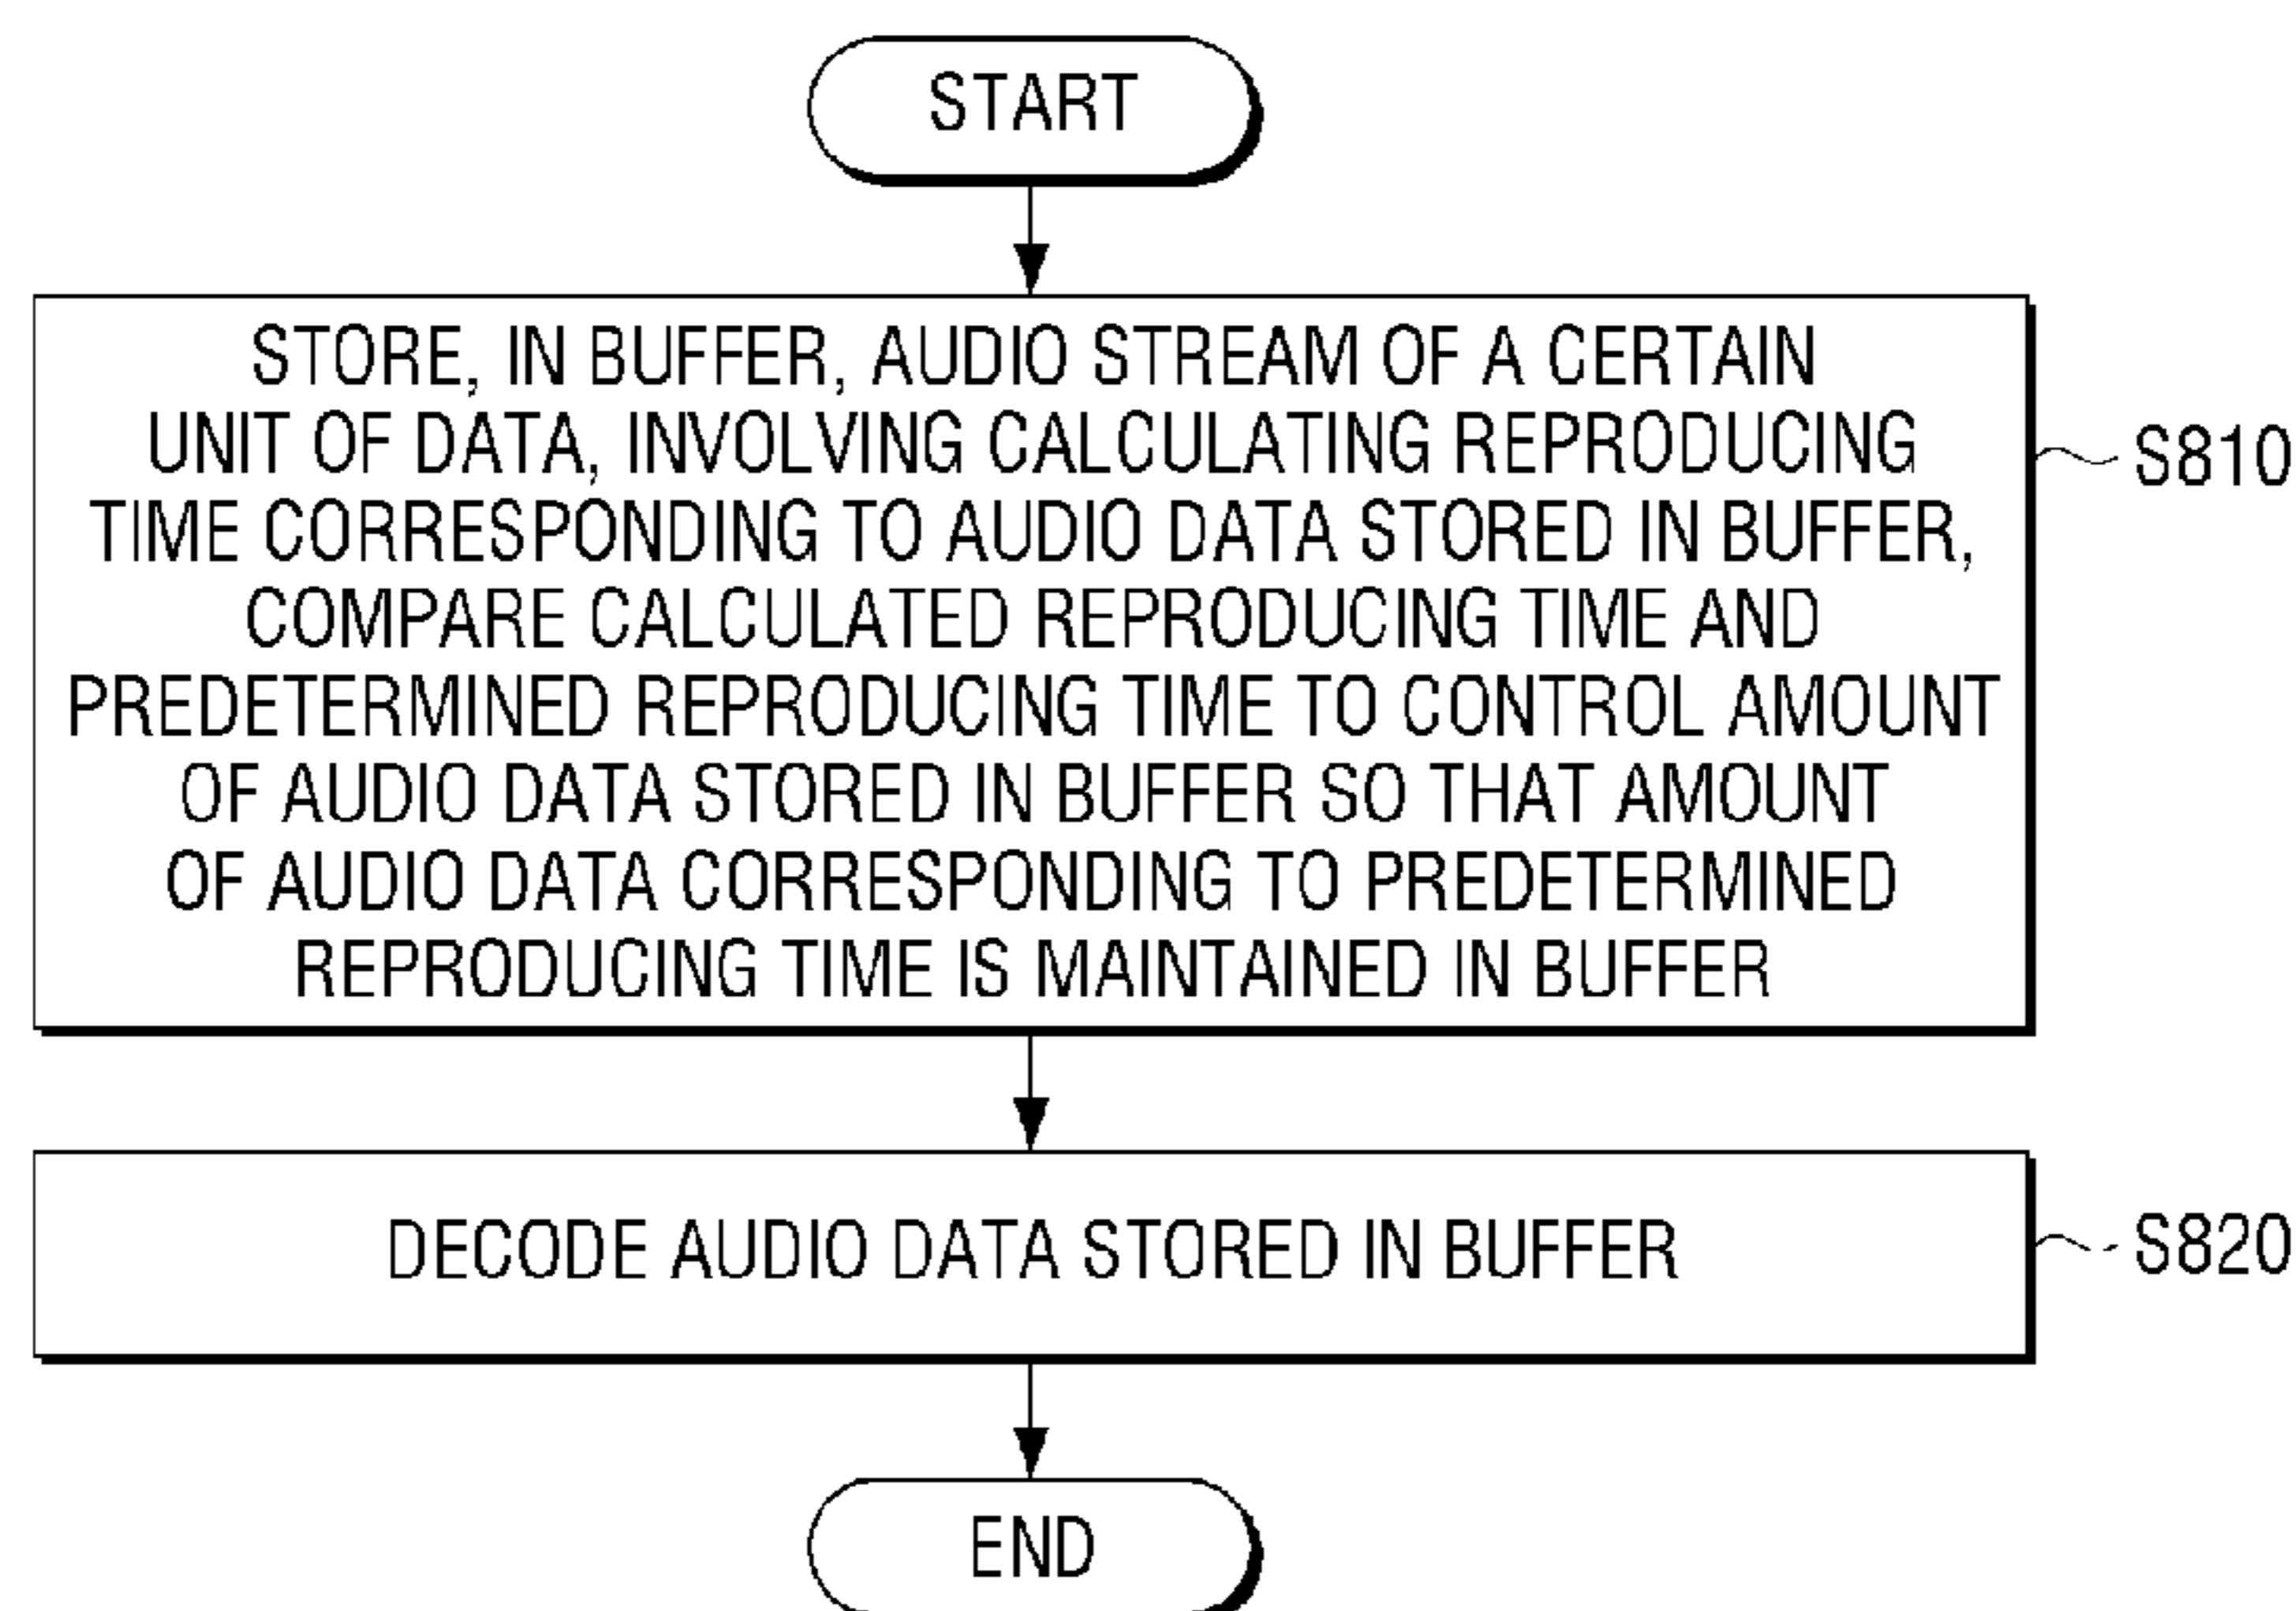 START
STORE, IN BUFFER, AUDIO STREAM OF A CERTAIN
UNIT OF DATA, INVOLVING CALCULATING REPRODUCING
TIME CORRESPONDING TO AUDIO DATA STORED IN BUFFER,
COMPARE CALCULATED REPRODUCING TIME AND
PREDETERMINED REPRODUCING TIME TO CONTROL AMOUNT
OF AUDIO DATA STORED IN BUFFER SO THAT AMOUNT
OF AUDIO DATA CORRESPONDING TO PREDETERMINED
REPRODUCING TIME IS MAINTAINED IN BUFFER
S810
DECODE AUDIO DATA STORED IN BUFFER
S820
END